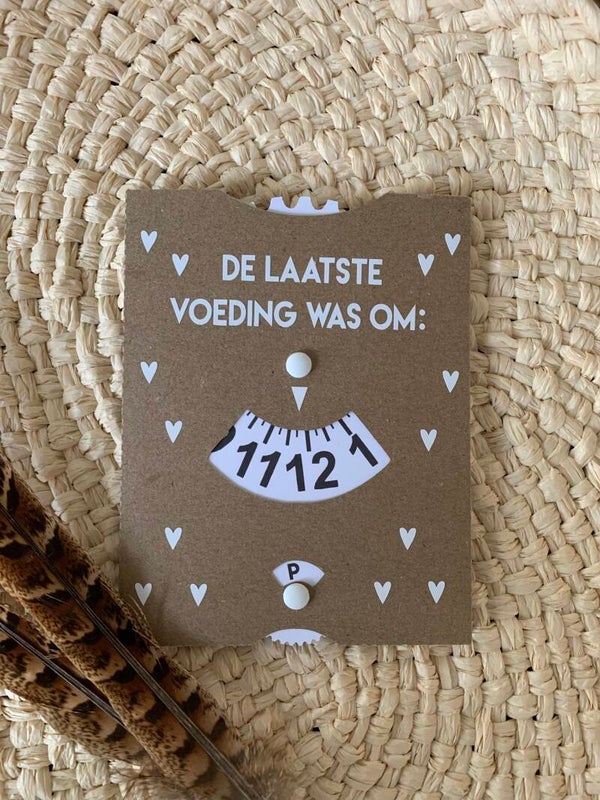 DE LAATSTE
VOEDING WAS OM:
11 12 1
P